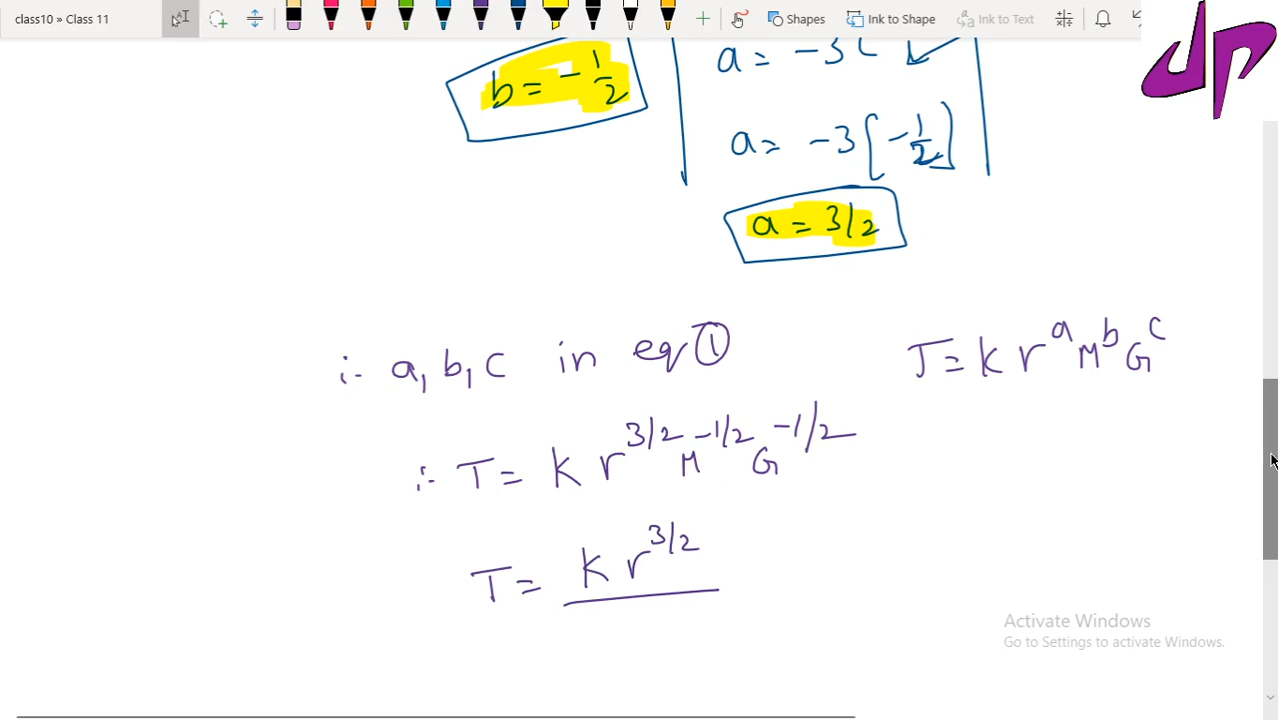 class10 » Class 11
Shapes
Ink to Shape
Ink to Text
dp
b = -1/2
a = -3c
a = -3[-1/2]
a = 3/2
∴ a, b, c in eq ①
T = K r^a M^b G^c
∴ T = K r^3/2 M^-1/2 G^-1/2
T = K r^3/2
Activate Windows
Go to Settings to activate Windows.